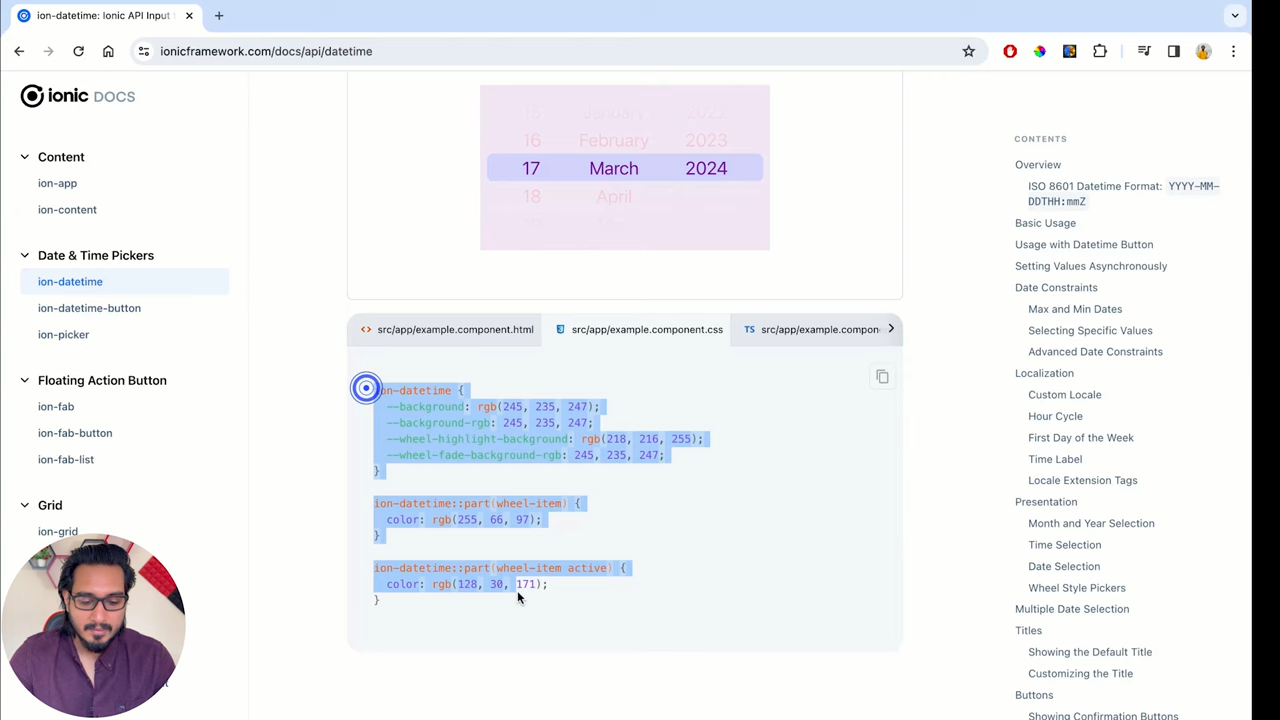 ion-datetime: Ionic API Input
ionicframework.com/docs/api/datetime
ionic DOCS
Content
ion-app
ion-content
Date & Time Pickers
ion-datetime
ion-datetime-button
ion-picker
Floating Action Button
ion-fab
ion-fab-button
ion-fab-list
Grid
ion-grid
15 January 2022
16 February 2023
17 March 2024
18 April
src/app/example.component.html
src/app/example.component.css
TS src/app/example.compon
ion-datetime {
--background: rgb(245, 235, 247);
--background-rgb: 245, 235, 247;
--wheel-highlight-background: rgb(218, 216, 255);
--wheel-fade-background-rgb: 245, 235, 247;
}
ion-datetime::part(wheel-item) {
color: rgb(255, 66, 97);
}
ion-datetime::part(wheel-item active) {
color: rgb(128, 30, 171);
}
CONTENTS
Overview
ISO 8601 Datetime Format: YYYY-MM-
DDTHH:mmZ
Basic Usage
Usage with Datetime Button
Setting Values Asynchronously
Date Constraints
Max and Min Dates
Selecting Specific Values
Advanced Date Constraints
Localization
Custom Locale
Hour Cycle
First Day of the Week
Time Label
Locale Extension Tags
Presentation
Month and Year Selection
Time Selection
Date Selection
Wheel Style Pickers
Multiple Date Selection
Titles
Showing the Default Title
Customizing the Title
Buttons
Showing Confirmation Buttons